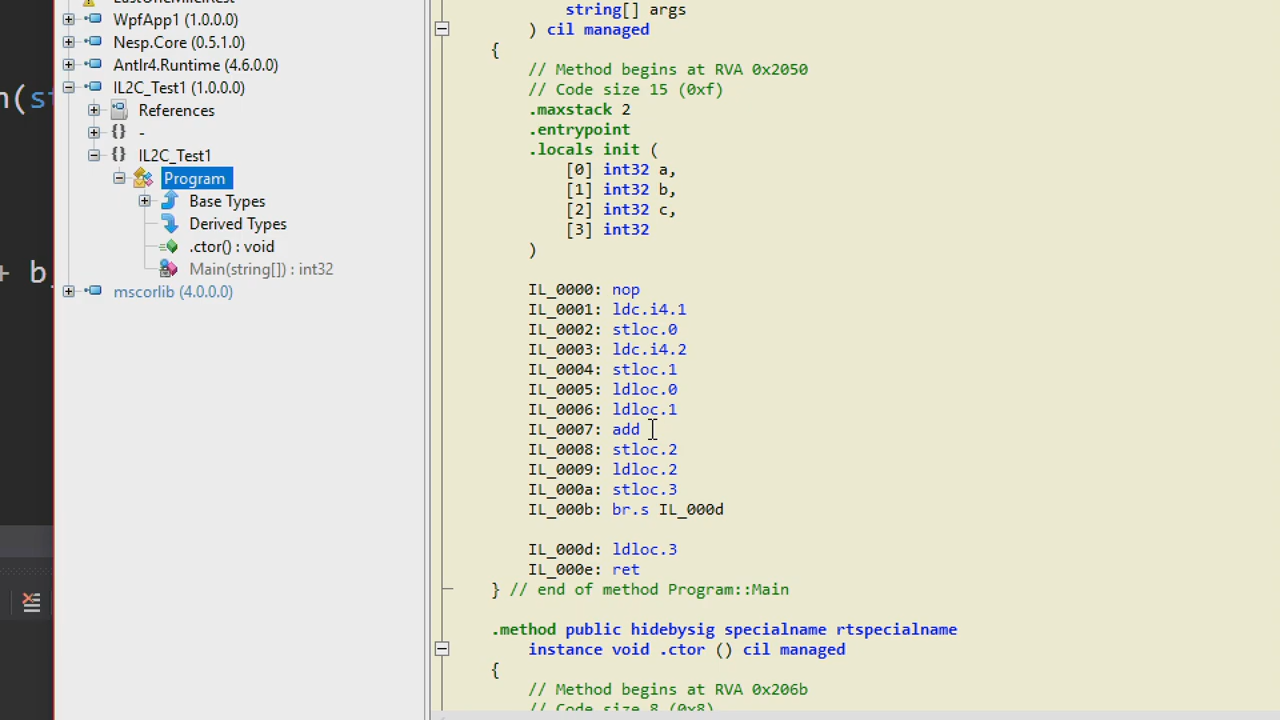 WpfApp1 (1.0.0.0)
Nesp.Core (0.5.1.0)
Antlr4.Runtime (4.6.0.0)
IL2C_Test1 (1.0.0.0)
References
-
IL2C_Test1
Program
Base Types
Derived Types
.ctor() : void
Main(string[]) : int32
mscorlib (4.0.0.0)
n(st
+ b
string[] args
) cil managed
{
// Method begins at RVA 0x2050
// Code size 15 (0xf)
.maxstack 2
.entrypoint
.locals init (
[0] int32 a,
[1] int32 b,
[2] int32 c,
[3] int32
)
IL_0000: nop
IL_0001: ldc.i4.1
IL_0002: stloc.0
IL_0003: ldc.i4.2
IL_0004: stloc.1
IL_0005: ldloc.0
IL_0006: ldloc.1
IL_0007: add
IL_0008: stloc.2
IL_0009: ldloc.2
IL_000a: stloc.3
IL_000b: br.s IL_000d
IL_000d: ldloc.3
IL_000e: ret
} // end of method Program::Main
.method public hidebysig specialname rtspecialname
instance void .ctor () cil managed
{
// Method begins at RVA 0x206b
// Code size 8 (0x8)